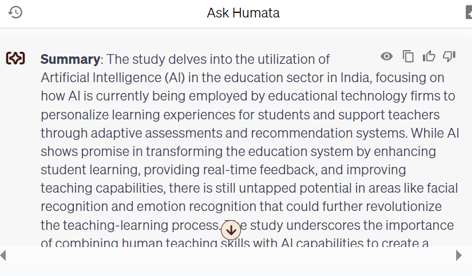 Ask Humata
Summary: The study delves into the utilization of
Artificial Intelligence (AI) in the education sector in India, focusing on
how AI is currently being employed by educational technology firms to
personalize learning experiences for students and support teachers
through adaptive assessments and recommendation systems. While AI
shows promise in transforming the education system by enhancing
student learning, providing real-time feedback, and improving
teaching capabilities, there is still untapped potential in areas like facial
recognition and emotion recognition that could further revolutionize
the teaching-learning process. study underscores the importance
of combining human teaching skills with AI capabilities to create a